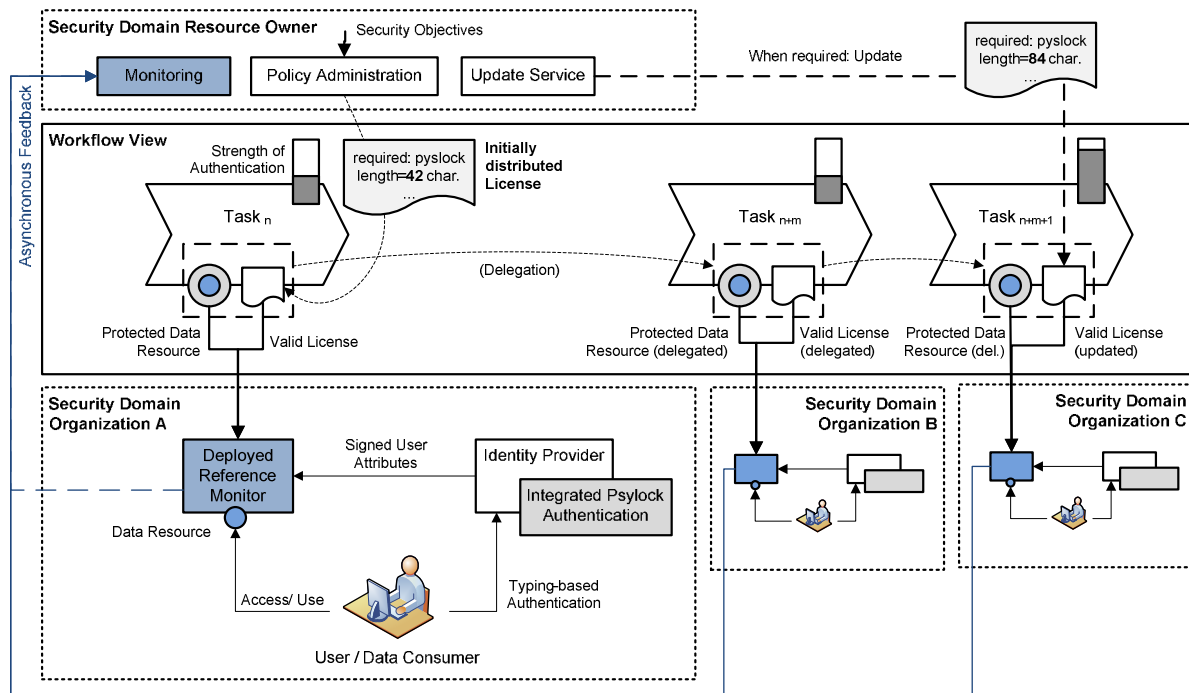 Security Domain Resource Owner
Security Objectives
Monitoring
Policy Administration
Update Service
When required: Update
required: pyslock
length=84 char.
...
Asynchronous Feedback
Workflow View
Strength of
Authentication
required: pyslock
length=42 char.
...
Initially
distributed
License
Task n
Task n+m
Task n+m+1
(Delegation)
Protected Data
Resource
Valid License
Protected Data
Resource (delegated)
Valid License
(delegated)
Protected Data
Resource (del.)
Valid License
(updated)
Security Domain
Organization A
Deployed
Reference
Monitor
Signed User
Attributes
Identity Provider
Integrated Psylock
Authentication
Data Resource
Access/ Use
Typing-based
Authentication
User / Data Consumer
Security Domain
Organization B
Security Domain
Organization C